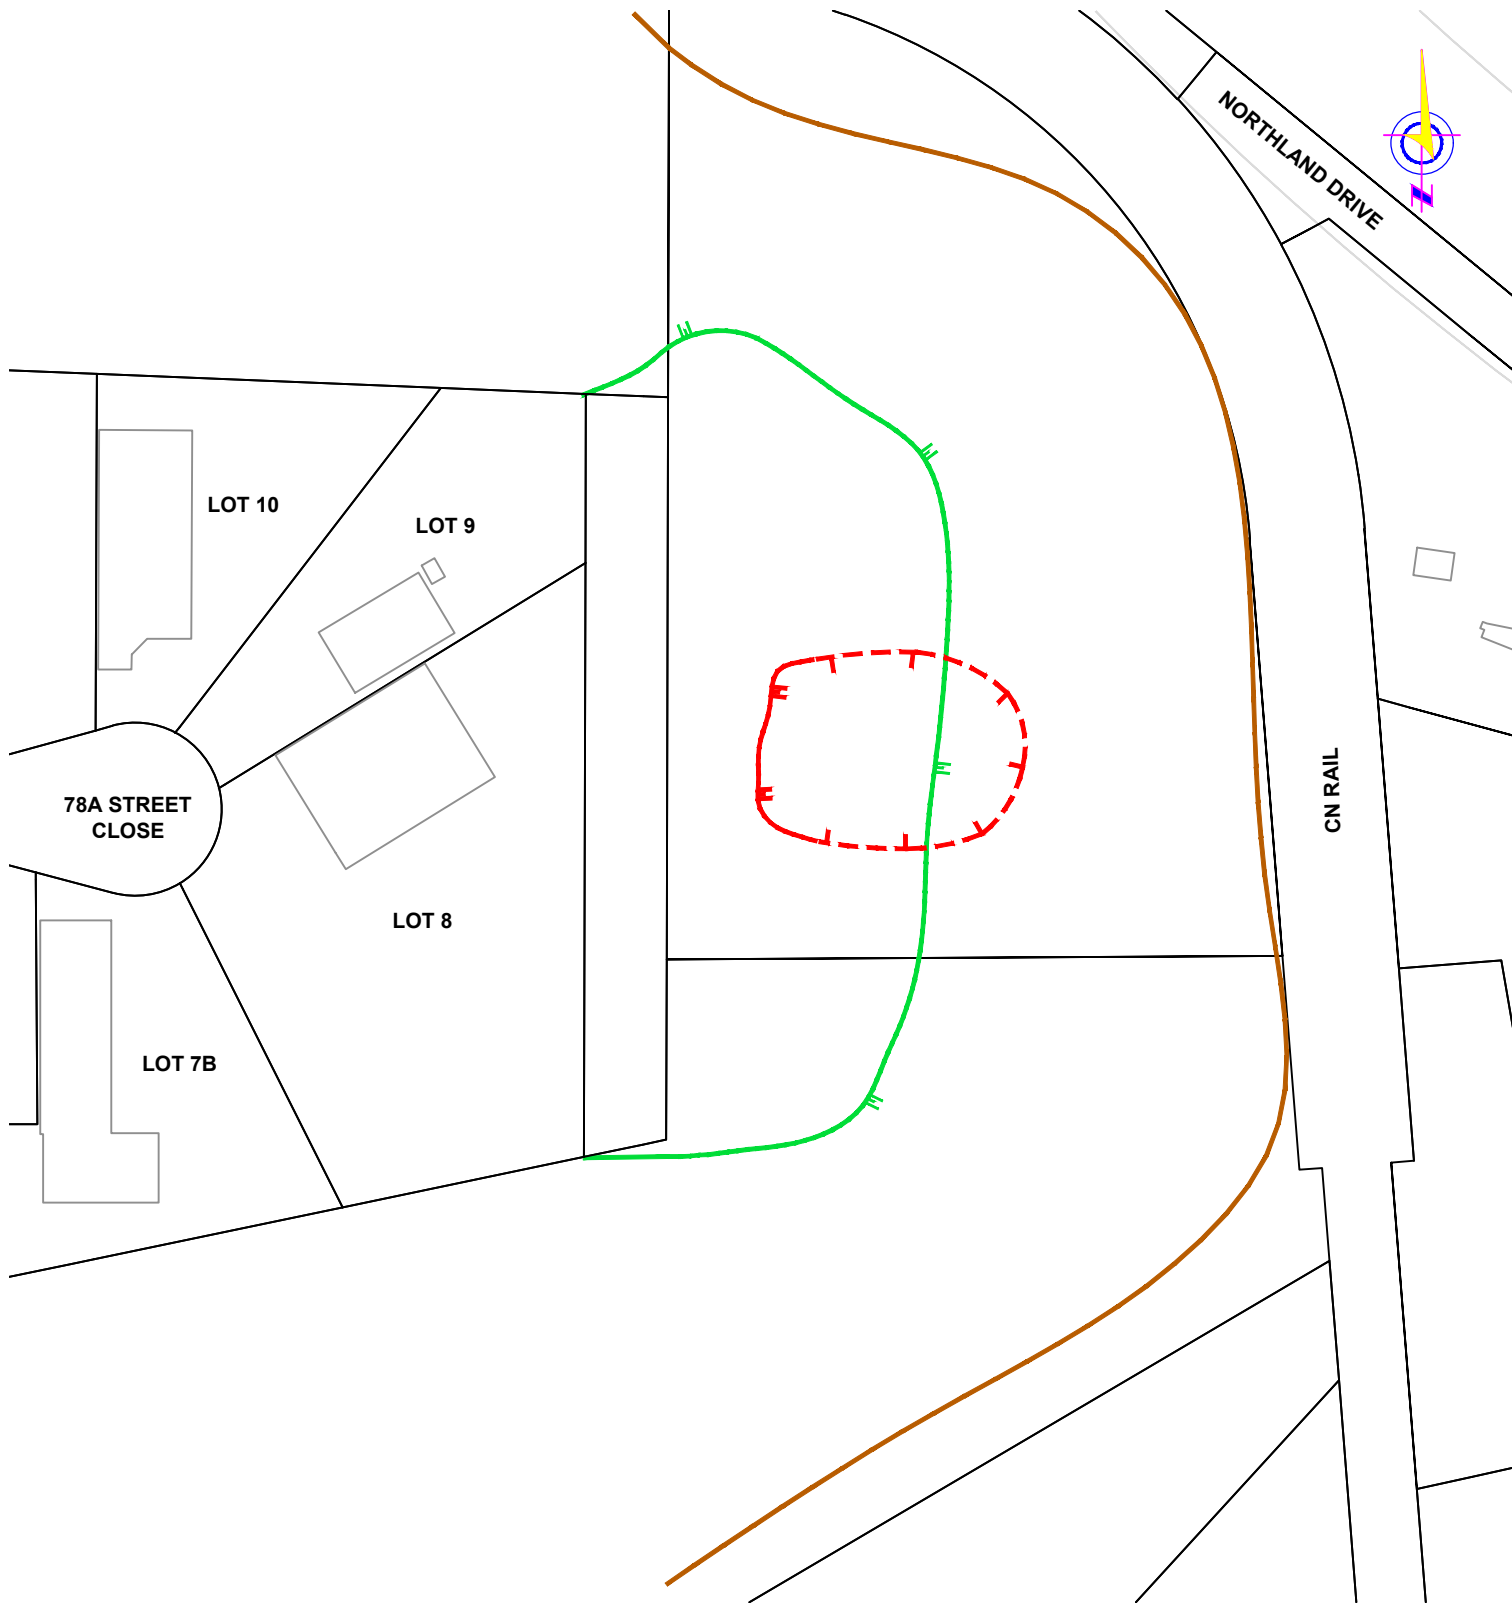 NORTHLAND DRIVE
N
LOT 10
LOT 9
78A STREET
CLOSE
CN RAIL
LOT 8
LOT 7B